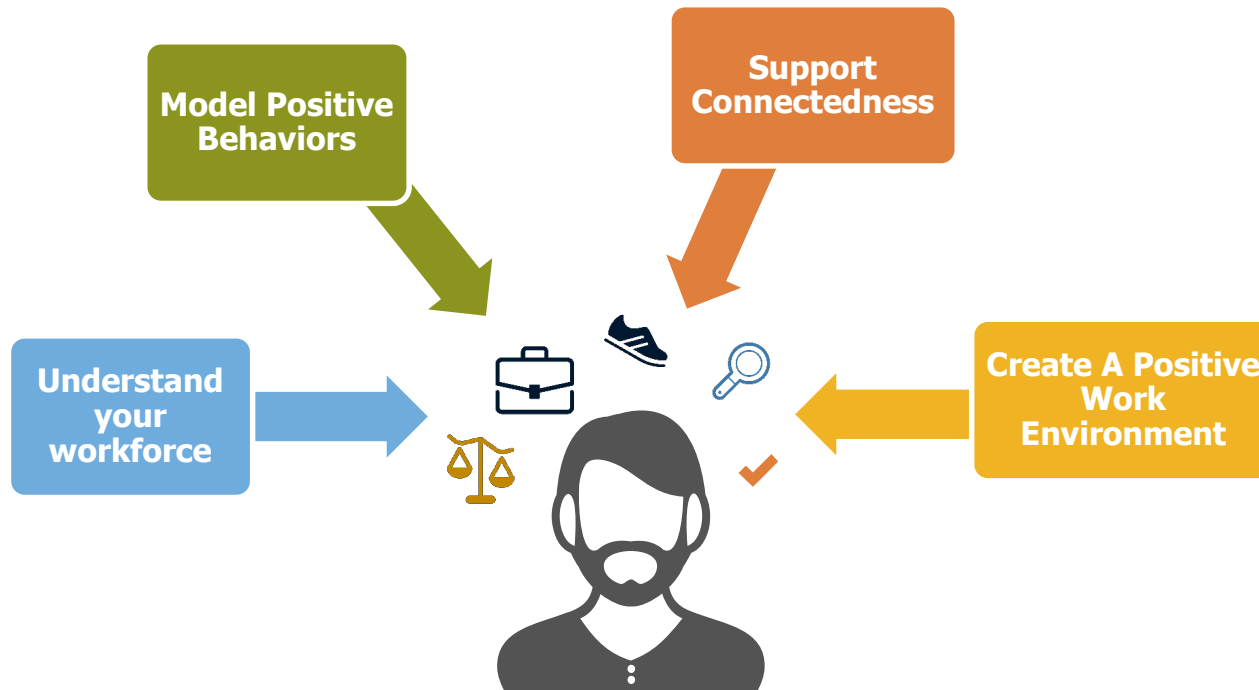 Model Positive
Behaviors
Support
Connectedness
Understand
your
workforce
Create A Positive
Work
Environment